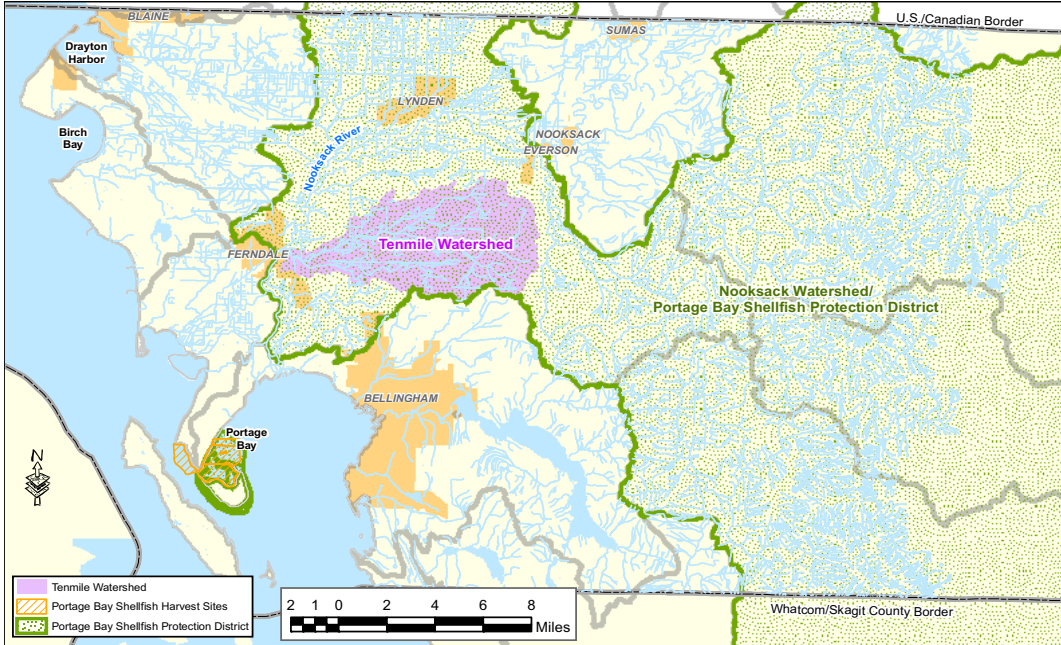 BLAINE
U.S./Canadian Border
SUMAS
Drayton
Harbor
LYNDEN
Birch
Bay
NOOKSACK
EVERSON
Nooksack River
Tenmile Watershed
FERNDALE
Nooksack Watershed/
Portage Bay Shellfish Protection District
BELLINGHAM
Portage
Bay
N
Tenmile Watershed
Portage Bay Shellfish Harvest Sites
Portage Bay Shellfish Protection District
2 1 0 2 4 6 8
Miles
Whatcom/Skagit County Border